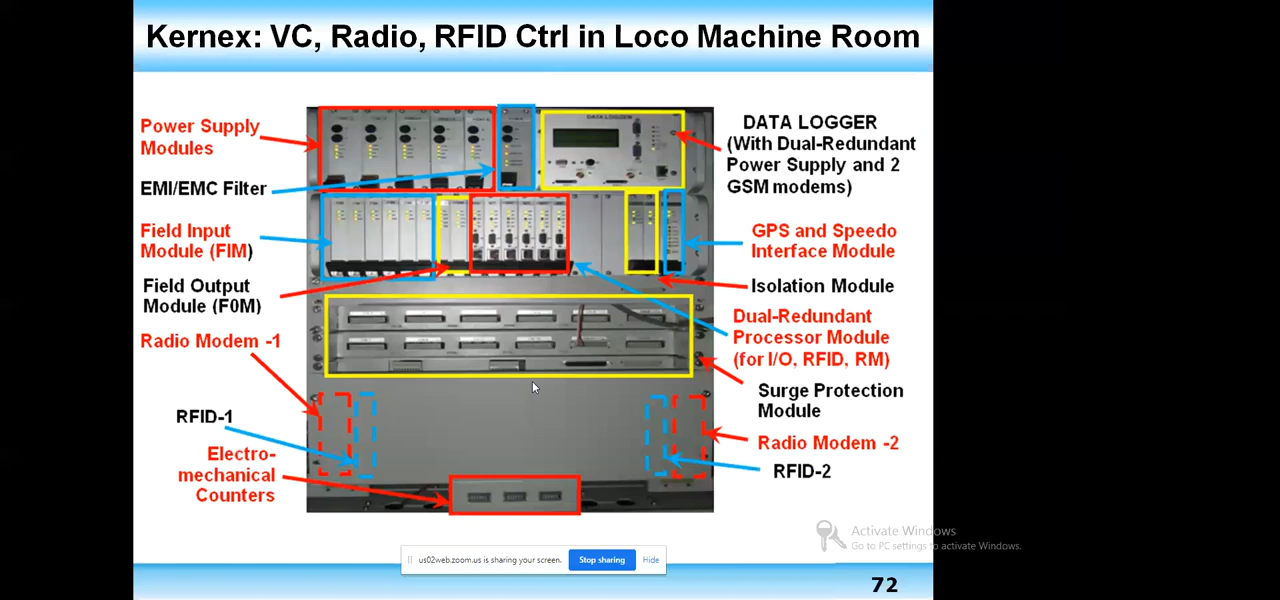 Kernex: VC, Radio, RFID Ctrl in Loco Machine Room
Power Supply
Modules
EMI/EMC Filter
Field Input
Module (FIM)
Field Output
Module (F0M)
Radio Modem -1
RFID-1
Electro-
mechanical
Counters
DATA LOGGER
DATA LOGGER
(With Dual-Redundant
Power Supply and 2
GSM modems)
GPS and Speedo
Interface Module
Isolation Module
Dual-Redundant
Processor Module
(for I/O, RFID, RM)
Surge Protection
Module
Radio Modem -2
RFID-2
Activate Windows
Go to PC settings to activate Windows.
us02web.zoom.us is sharing your screen.
Stop sharing
Hide
72